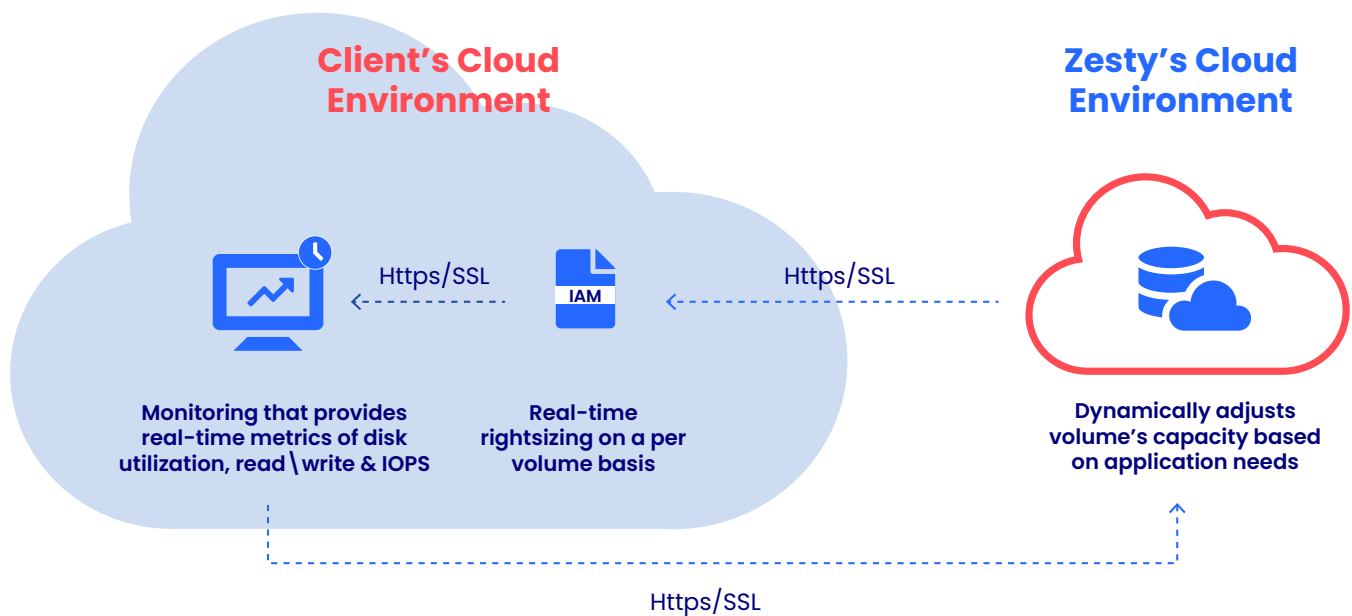 Client’s Cloud
Environment
Zesty’s Cloud
Environment
Https/SSL
Https/SSL
IAM
Monitoring that provides
real-time metrics of disk
utilization, read\write & IOPS
Real-time
rightsizing on a per
volume basis
Dynamically adjusts
volume’s capacity based
on application needs
Https/SSL